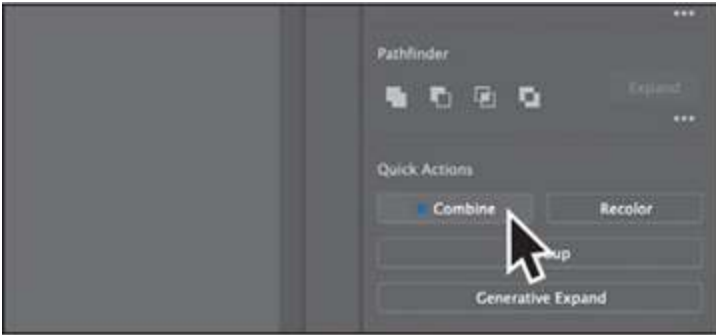 Pathfinder
Expand
Quick Actions
Combine
Recolor
Generative Expand